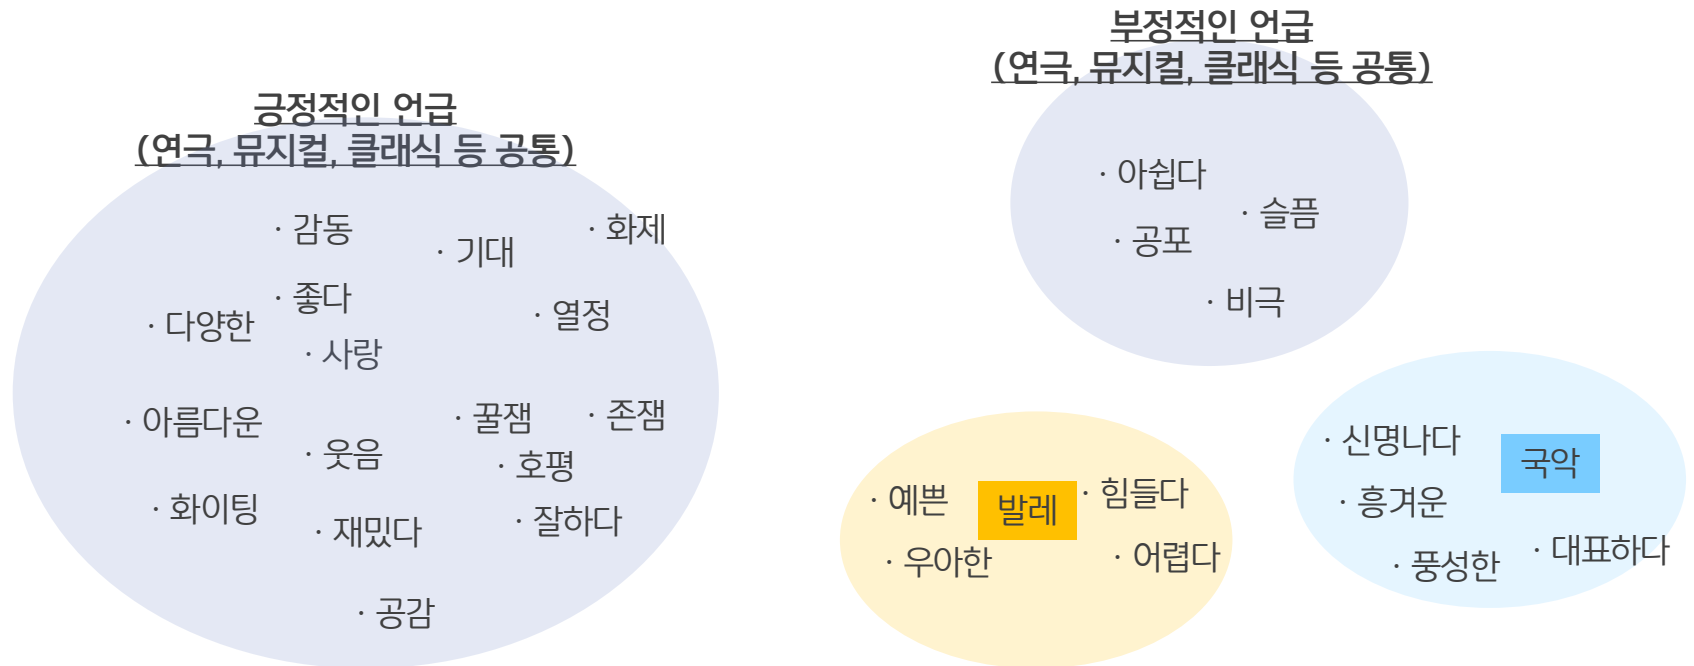 긍정적인 언급
(연극, 뮤지컬, 클래식 등 공통)
· 감동
· 기대
· 화제
· 좋다
· 다양한
· 열정
· 사랑
· 아름다운
· 꿀잼
· 존잼
· 웃음
· 호평
· 화이팅
· 재밌다
· 잘하다
· 공감
부정적인 언급
(연극, 뮤지컬, 클래식 등 공통)
· 아쉽다
· 슬픔
· 공포
· 비극
발레
· 예쁜
· 힘들다
· 우아한
· 어렵다
국악
· 신명나다
· 흥겨운
· 풍성한
· 대표하다